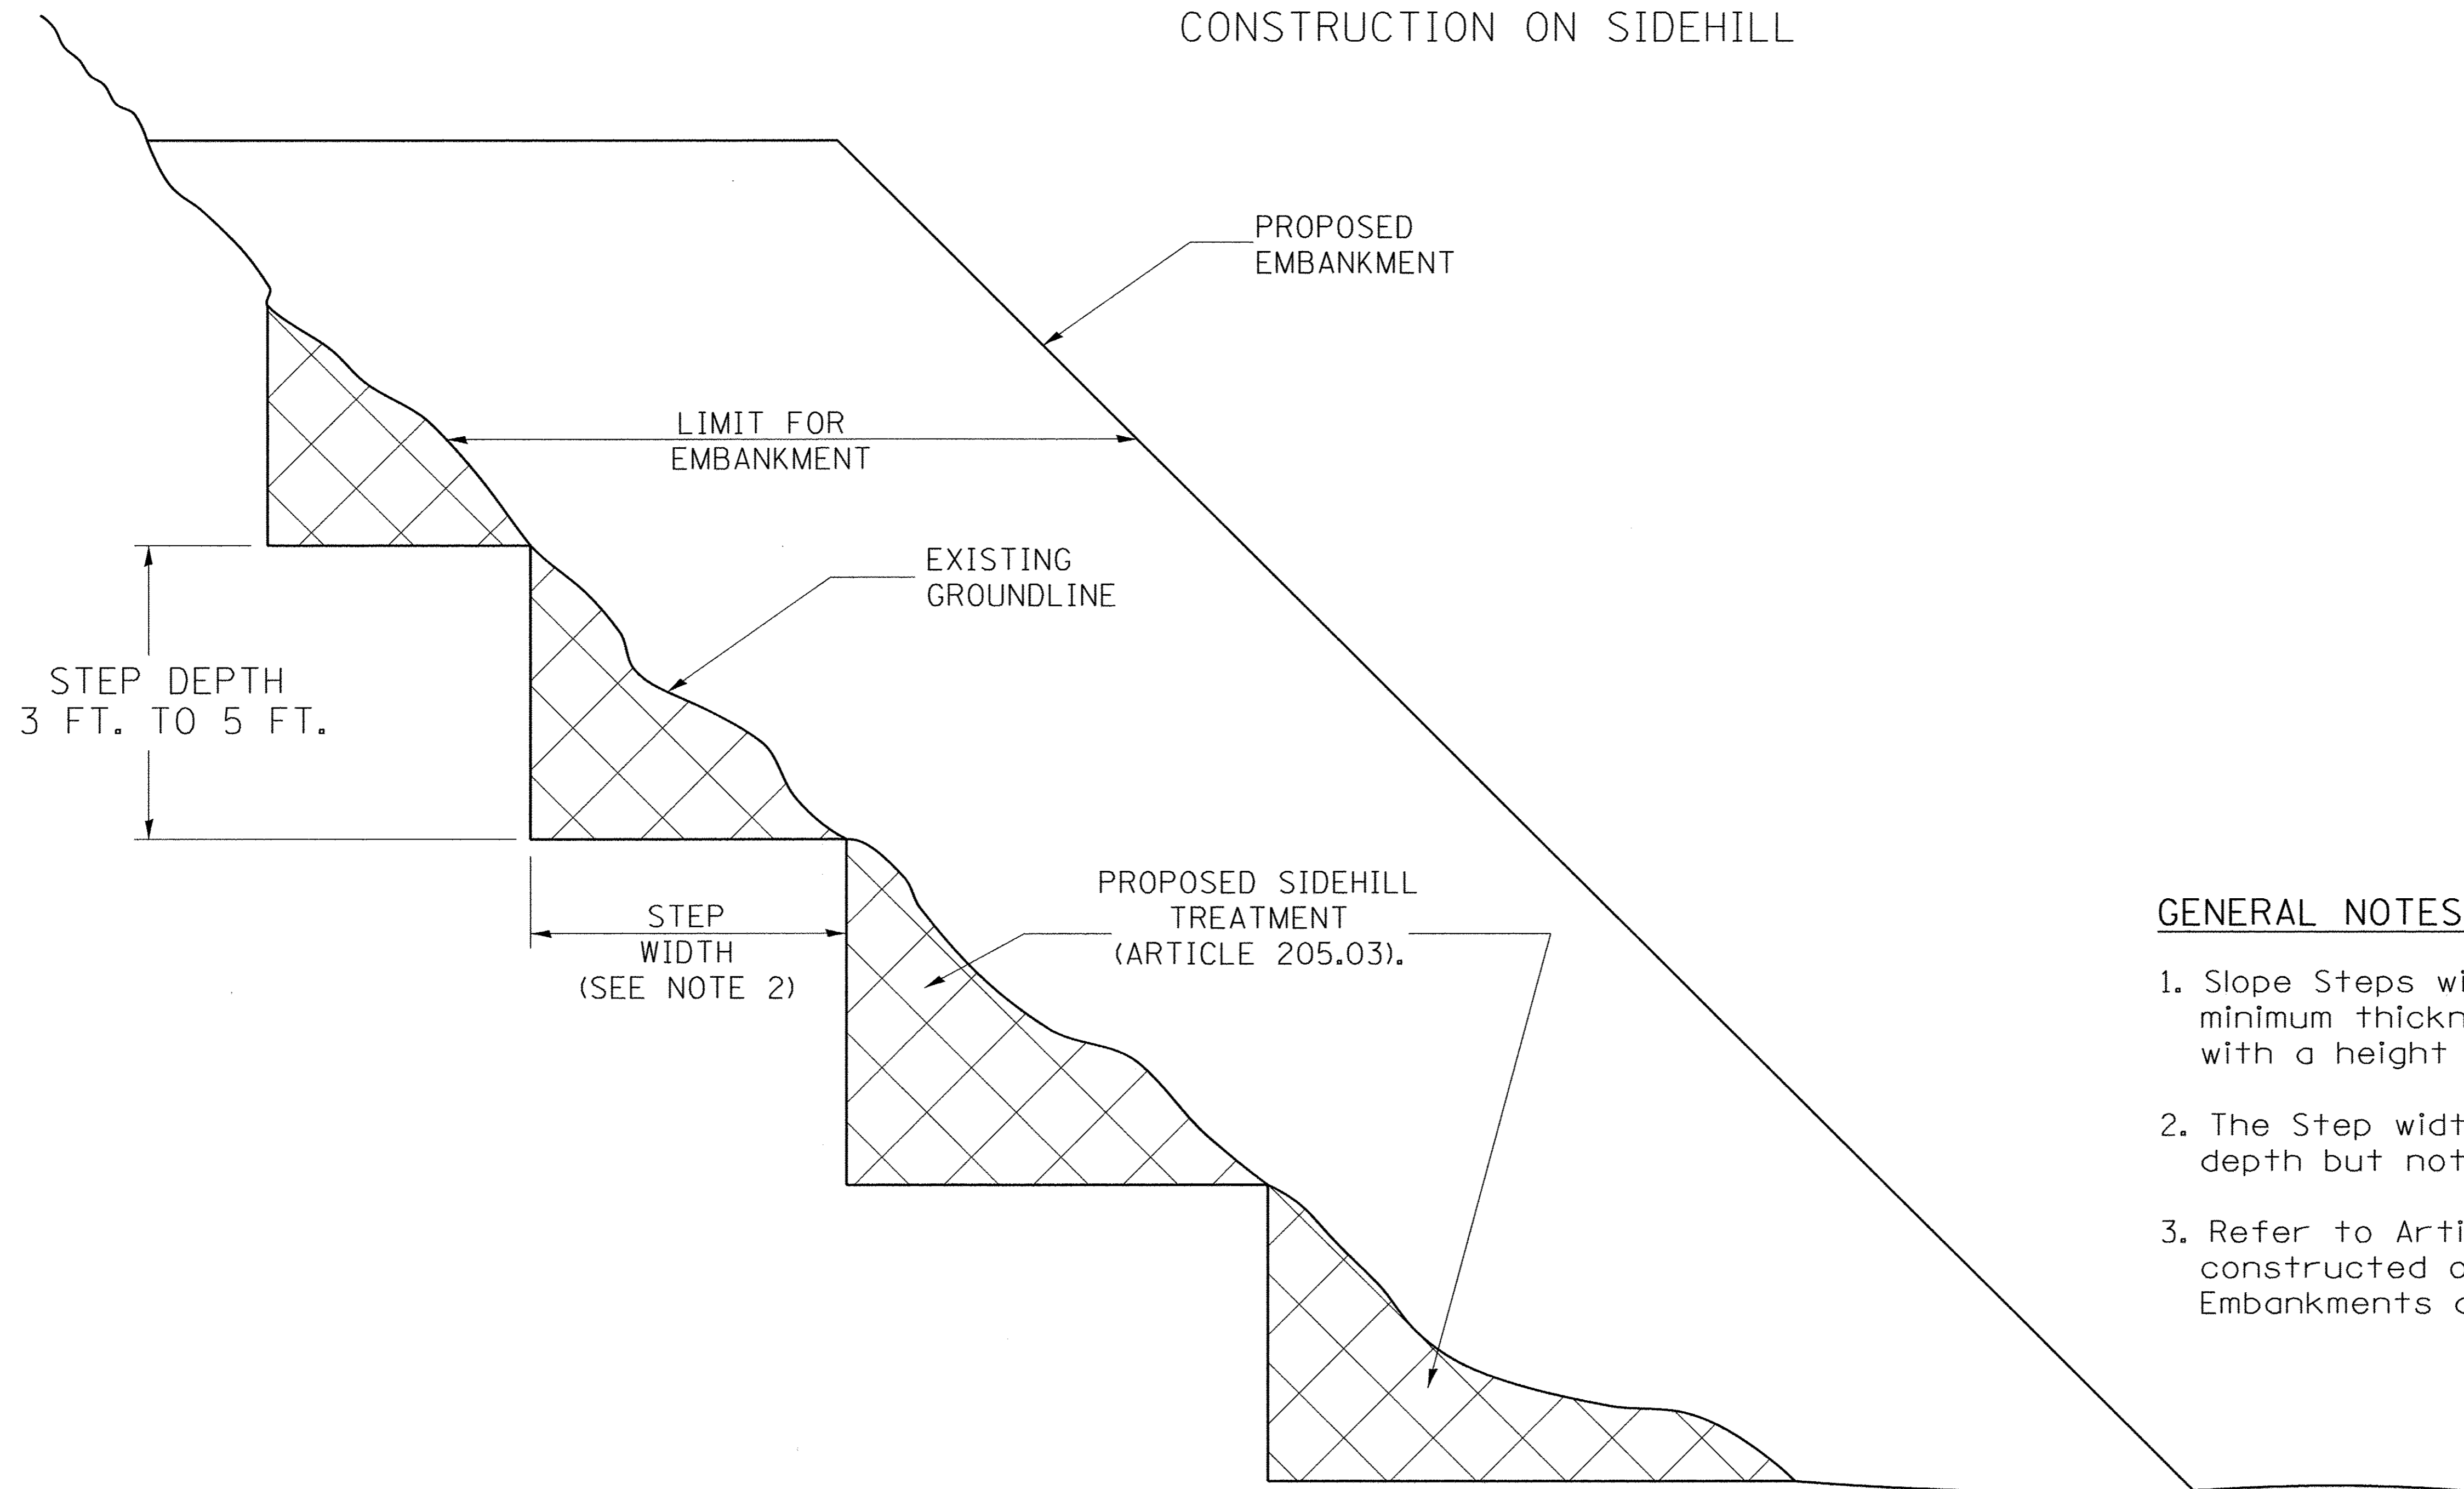 CONSTRUCTION ON SIDEHILL
PROPOSED
EMBANKMENT
LIMIT FOR
EMBANKMENT
EXISTING
GROUNDLINE
STEP DEPTH
3 FT. TO 5 FT.
STEP
WIDTH
(SEE NOTE 2)
PROPOSED SIDEHILL
TREATMENT
(ARTICLE 205.03).
GENERAL NOTES
1. Slope Steps
minimum
with a height
2. The Step
depth but not
3. Refer to
constructed
Embankments